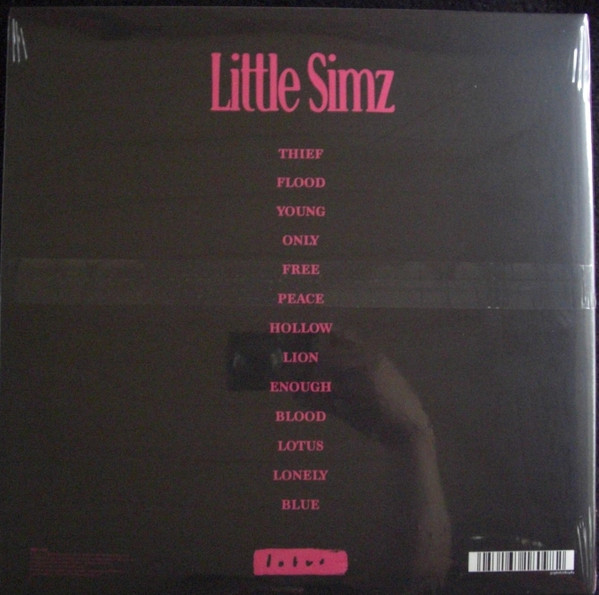 Little Simz
THIEF
FLOOD
YOUNG
ONLY
FREE
PEACE
HOLLOW
LION
ENOUGH
BLOOD
LOTUS
LONELY
BLUE
lotus